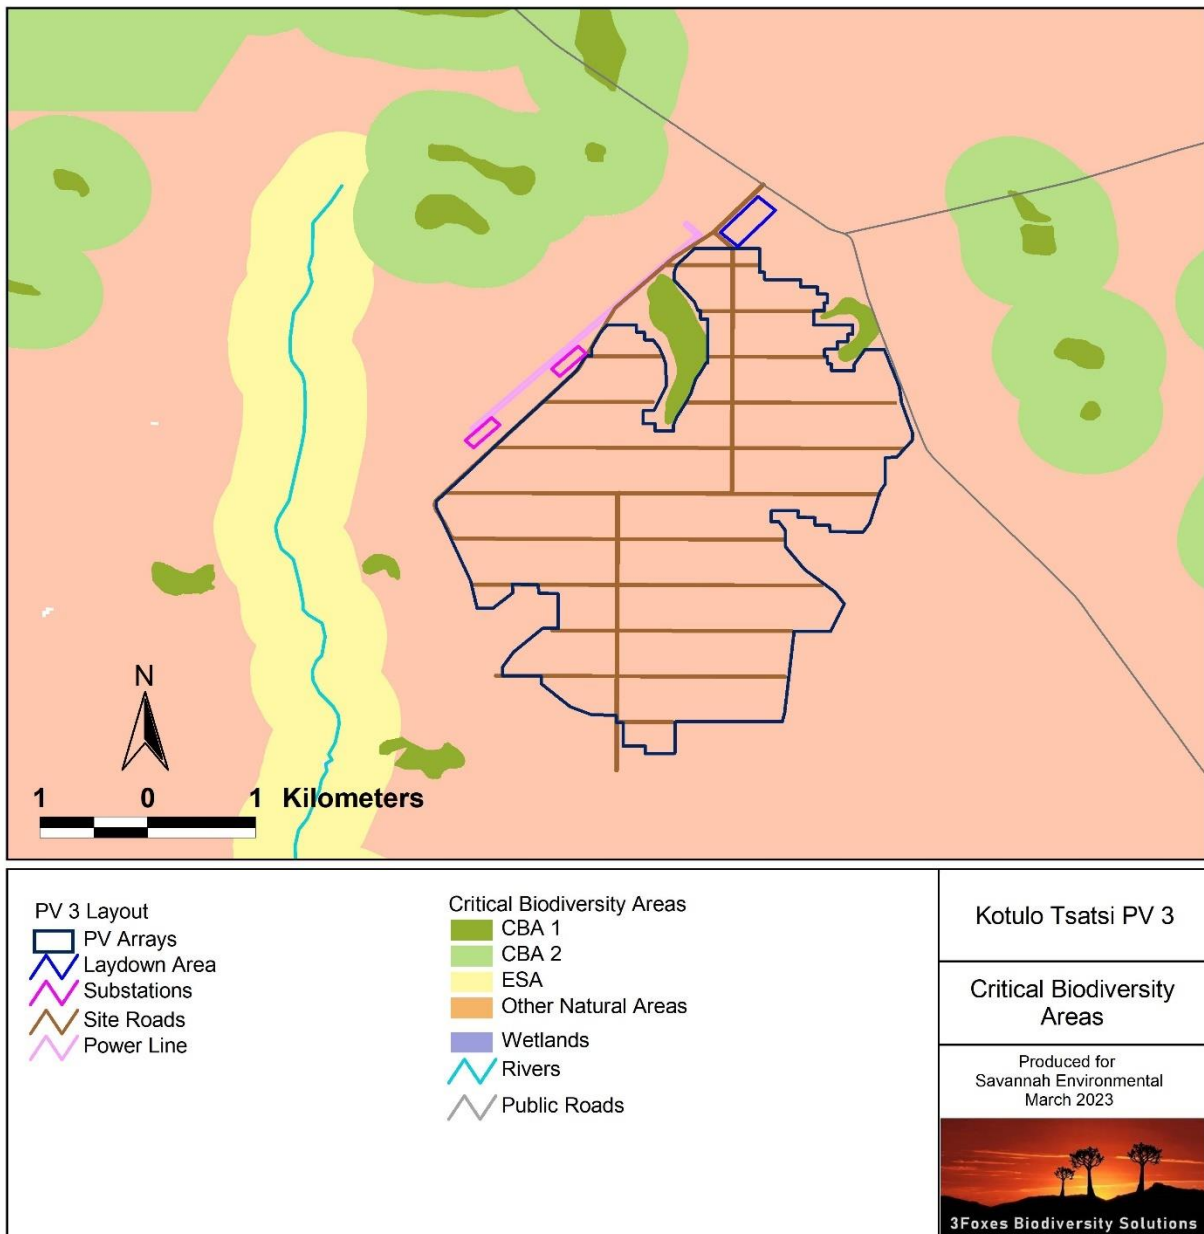 N
1 0 1 Kilometers
PV 3 Layout
PV Arrays
Laydown Area
Substations
Site Roads
Power Line
Critical Biodiversity Areas
CBA 1
CBA 2
ESA
Other Natural Areas
Wetlands
Rivers
Public Roads
Kotulo Tsatsi PV 3
Critical Biodiversity
Areas
Produced for
Savannah Environmental
March 2023
3Foxes Biodiversity Solutions